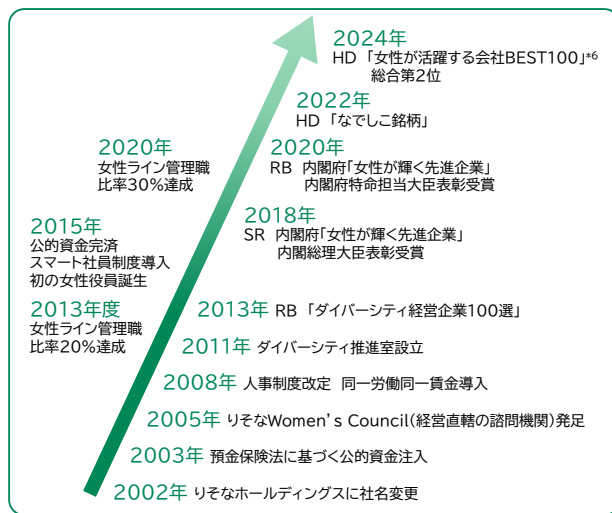 2024年
HD 「女性が活躍する会社BEST100」*6
総合第2位
2022年
HD 「なでしこ銘柄」
2020年
女性ライン管理職
比率30%達成
2020年
RB 内閣府「女性が輝く先進企業」
内閣府特命担当大臣表彰受賞
2018年
SR 内閣府「女性が輝く先進企業」
内閣総理大臣表彰受賞
2015年
公的資金完済
スマート社員制度導入
初の女性役員誕生
2013年度
女性ライン管理職
比率20%達成
2013年 RB 「ダイバーシティ経営企業100選」
2011年 ダイバーシティ推進室設立
2008年 人事制度改定 同一労働同一賃金導入
2005年 りそなWomen's Council(経営直轄の諮問機関)発足
2003年 預金保険法に基づく公的資金注入
2002年 りそなホールディングスに社名変更